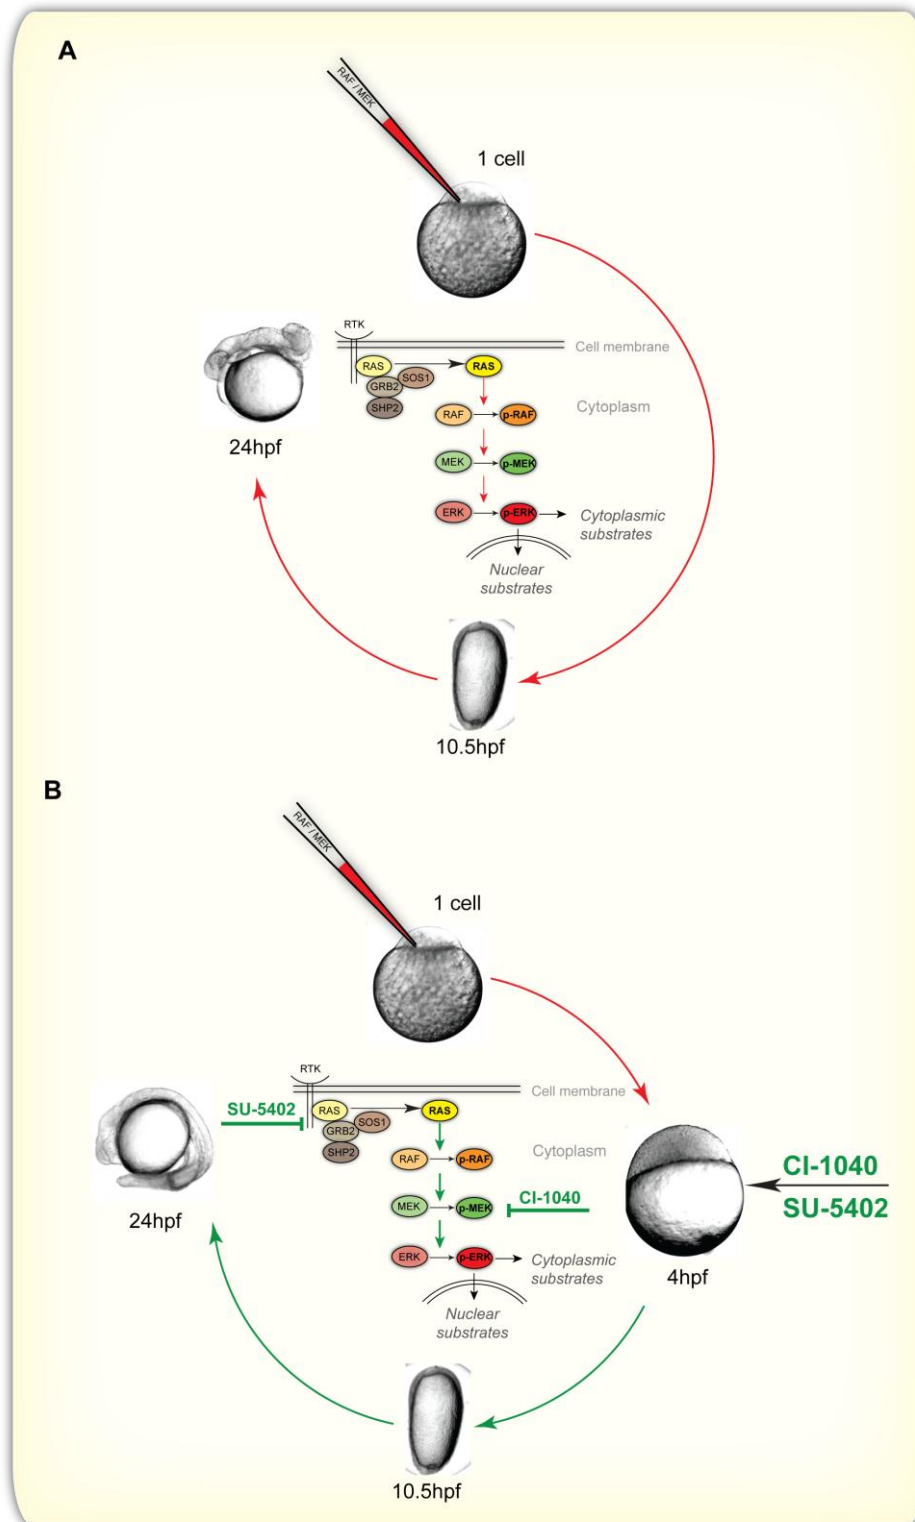 A
RAF / MEK
1 cell
RTK
Cell membrane
RAS
RAS
SOS1
GRB2
SHP2
Cytoplasm
RAF
p-RAF
24hpf
MEK
p-MEK
ERK
p-ERK
Cytoplasmic
substrates
Nuclear
substrates
10.5hpf
B
RAF / MEK
1 cell
RTK
Cell membrane
SU-5402
RAS
RAS
SOS1
GRB2
SHP2
Cytoplasm
RAF
p-RAF
CI-1040
SU-5402
MEK
p-MEK
CI-1040
24hpf
ERK
p-ERK
Cytoplasmic
substrates
4hpf
Nuclear
substrates
10.5hpf